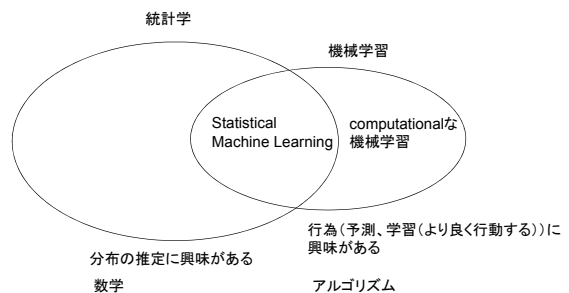 統計学
機械学習
Statistical
Machine Learning
computationalな
機械学習
行為(予測、学習(より良く行動する))に
興味がある
分布の推定に興味がある
数学
アルゴリズム